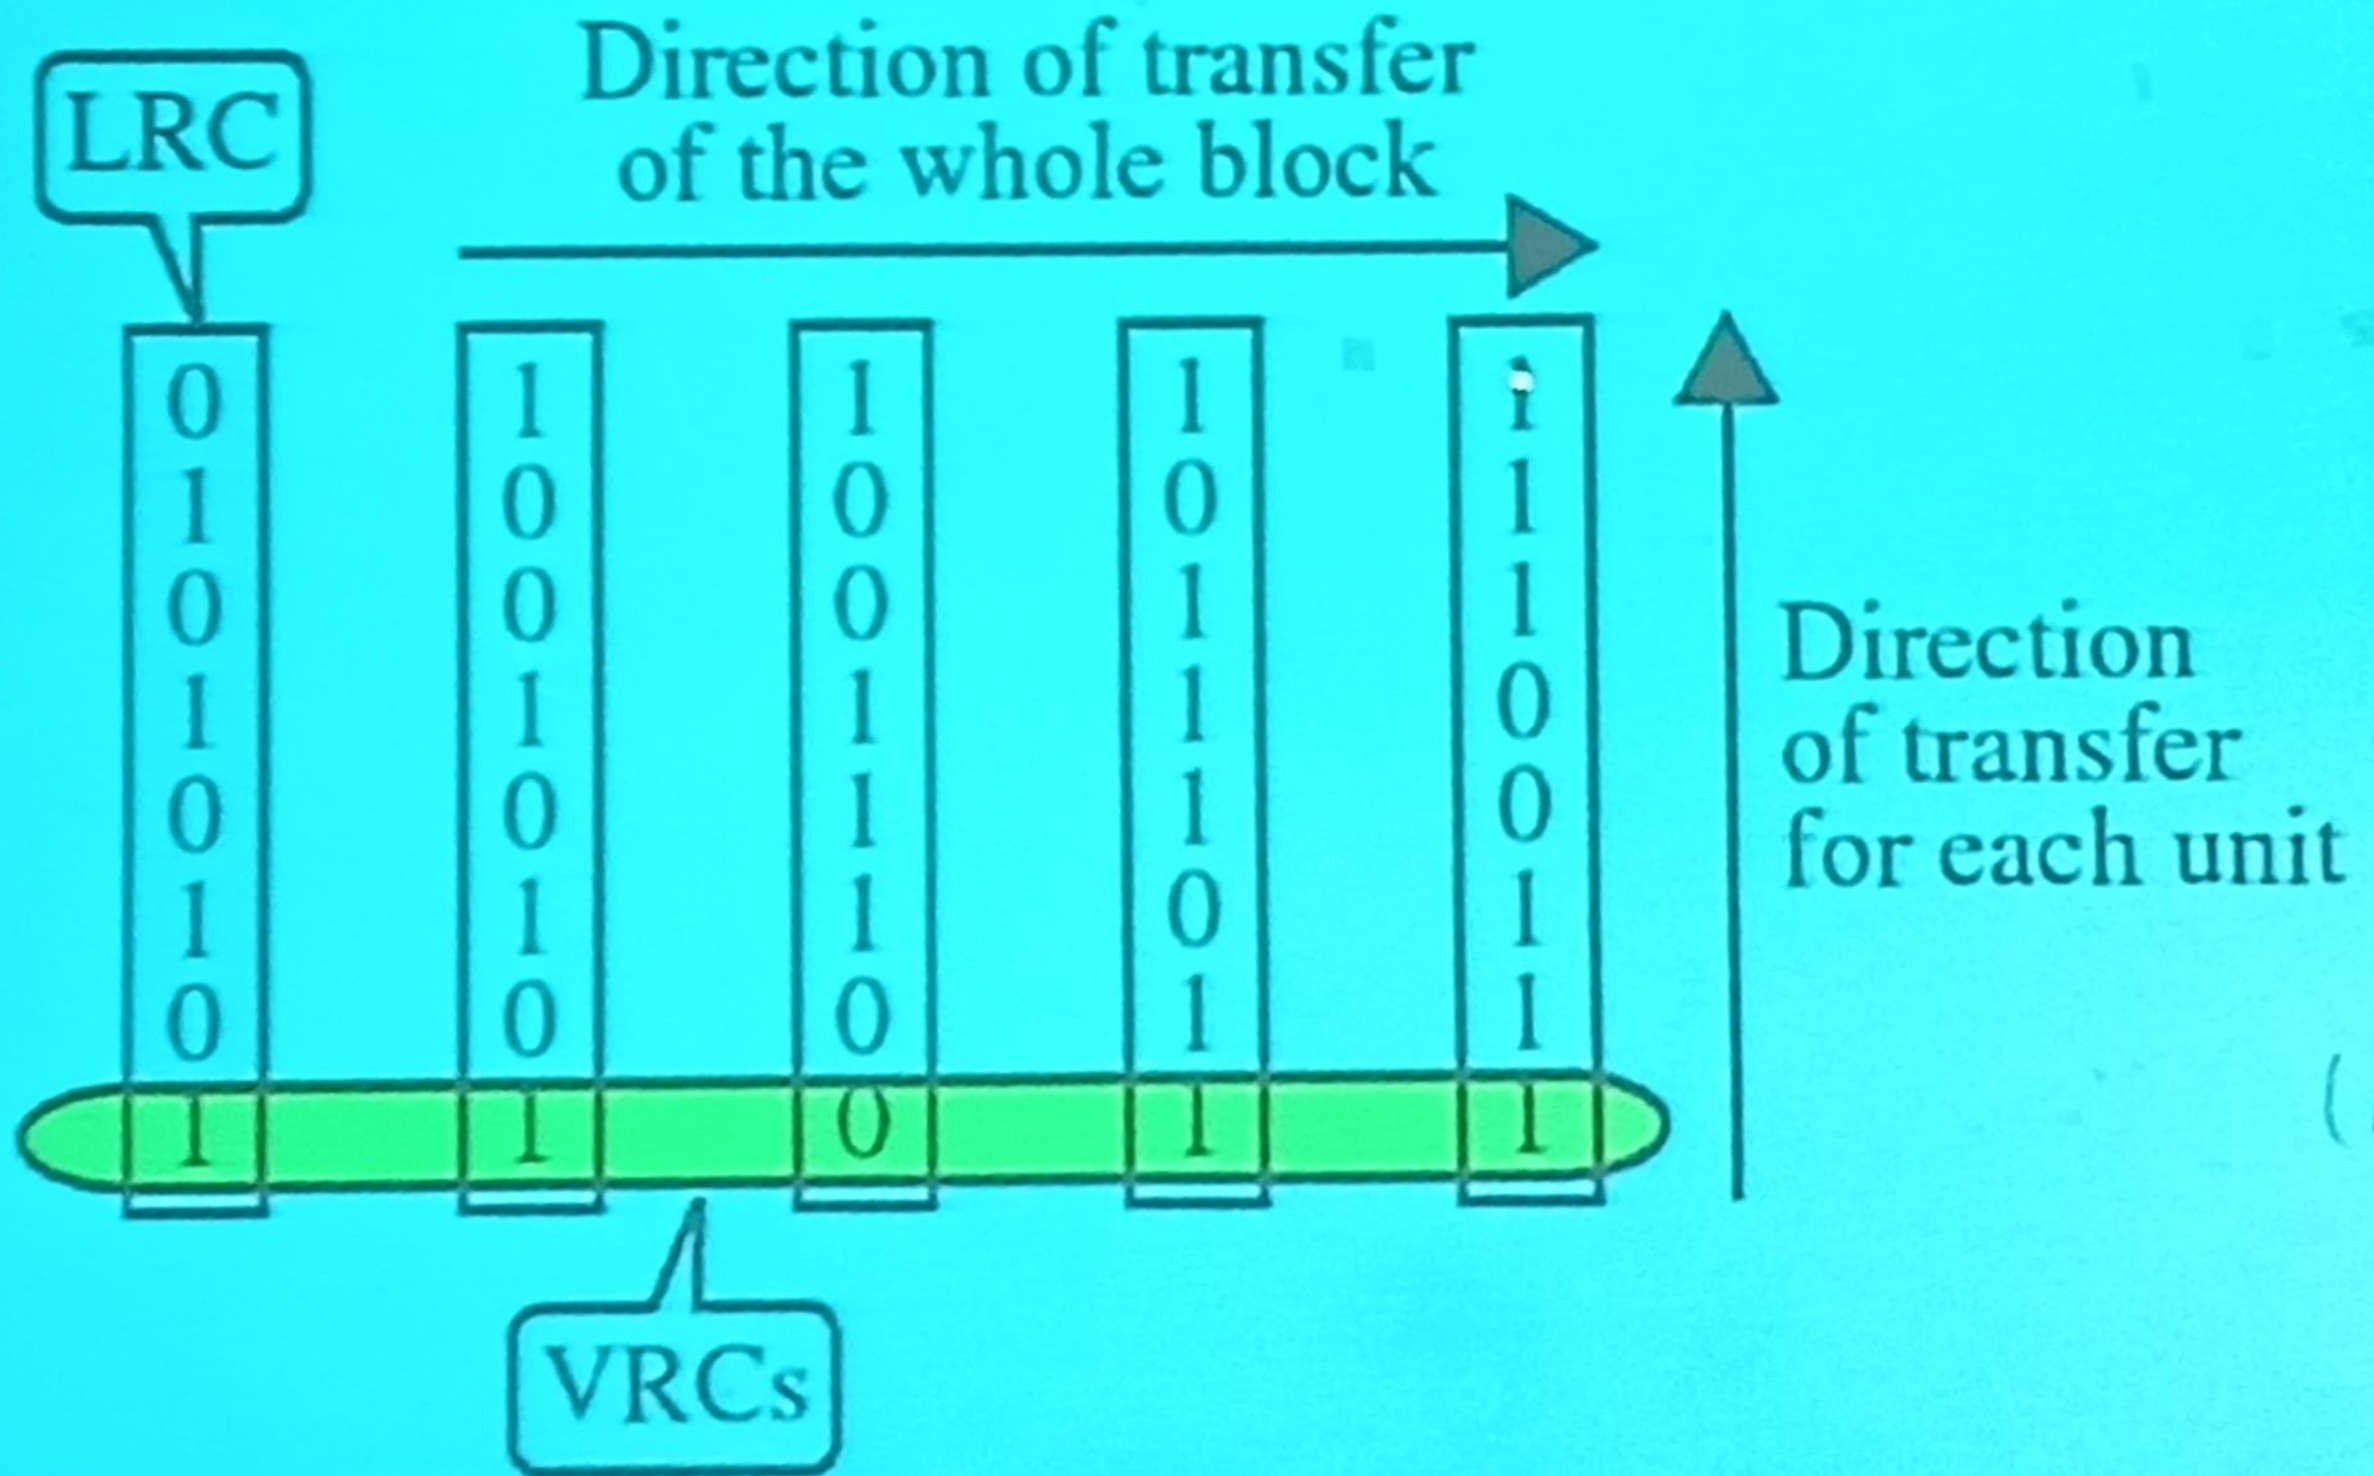 LRC
Direction of transfer
of the whole block
0 1 1 1 1
1 0 0 0 1
0 0 0 1 1
1 1 1 1 0
0 0 1 1 0
1 1 1 0 1
0 0 0 1 1
1 1 0 1 1
Direction
of transfer
for each unit
VRCs